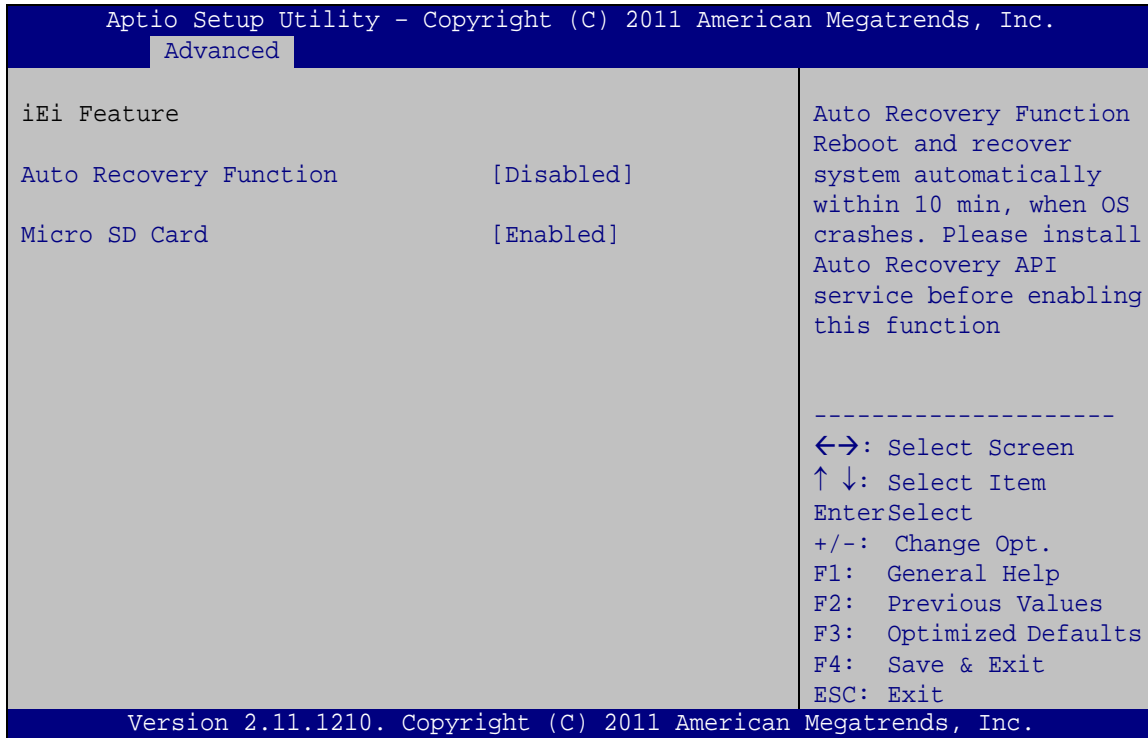 Aptio Setup Utility – Copyright (C) 2011 American Megatrends, Inc.
Advanced
iEi Feature
Auto Recovery Function [Disabled]
Micro SD Card [Enabled]
Auto Recovery Function
Reboot and recover
system automatically
within 10 min, when OS
crashes. Please install
Auto Recovery API
service before enabling
this function
---------------------
←→: Select Screen
↑ ↓: Select Item
EnterSelect
+/-: Change Opt.
F1: General Help
F2: Previous Values
F3: Optimized Defaults
F4: Save & Exit
ESC: Exit
Version 2.11.1210. Copyright (C) 2011 American Megatrends, Inc.